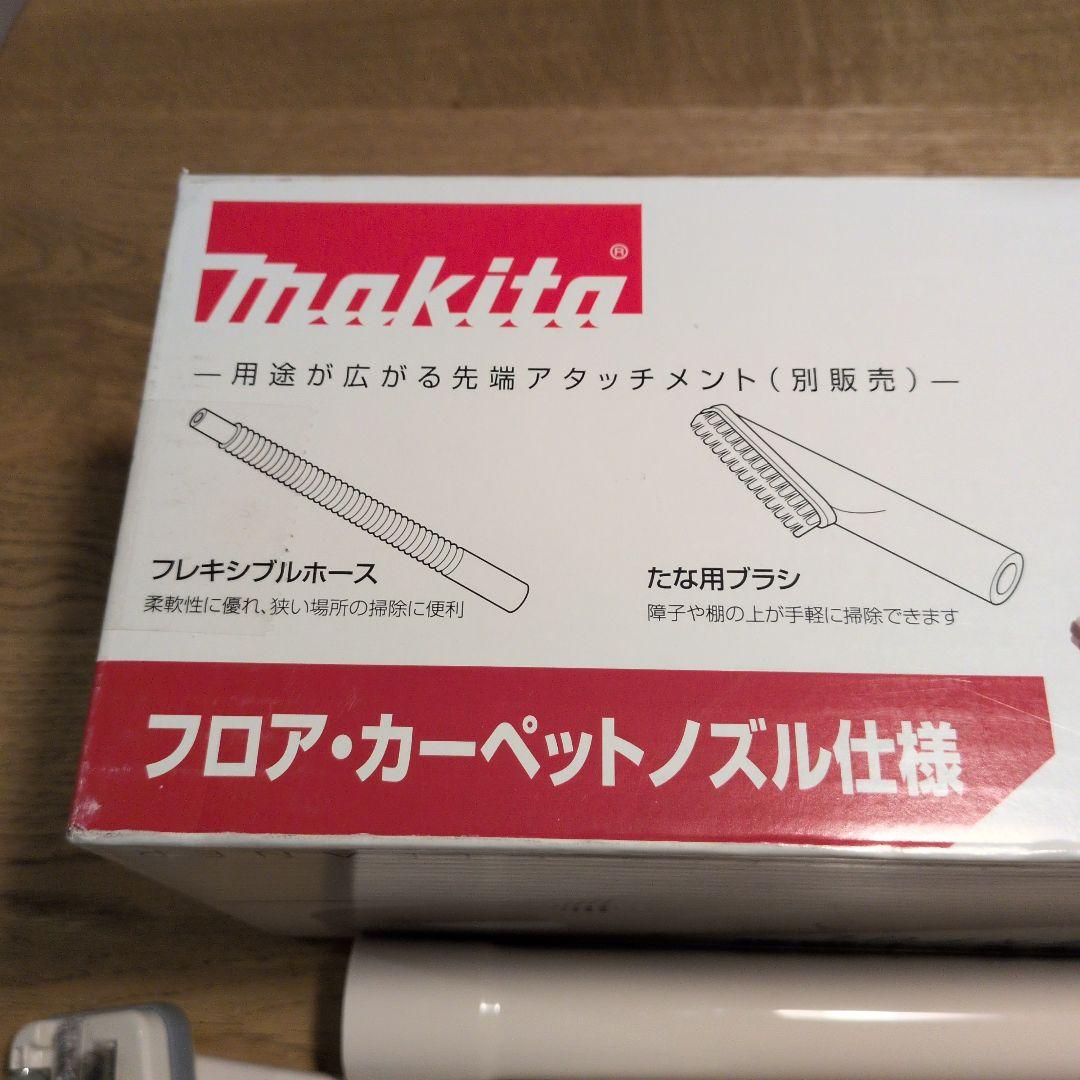 makita®
―用途が広がる先端アタッチメント(別販売)―
フレキシブルホース
柔軟性に優れ、狭い場所の掃除に便利
たな用ブラシ
障子や棚の上が手軽に掃除できます
フロア・カーペットノズル仕様